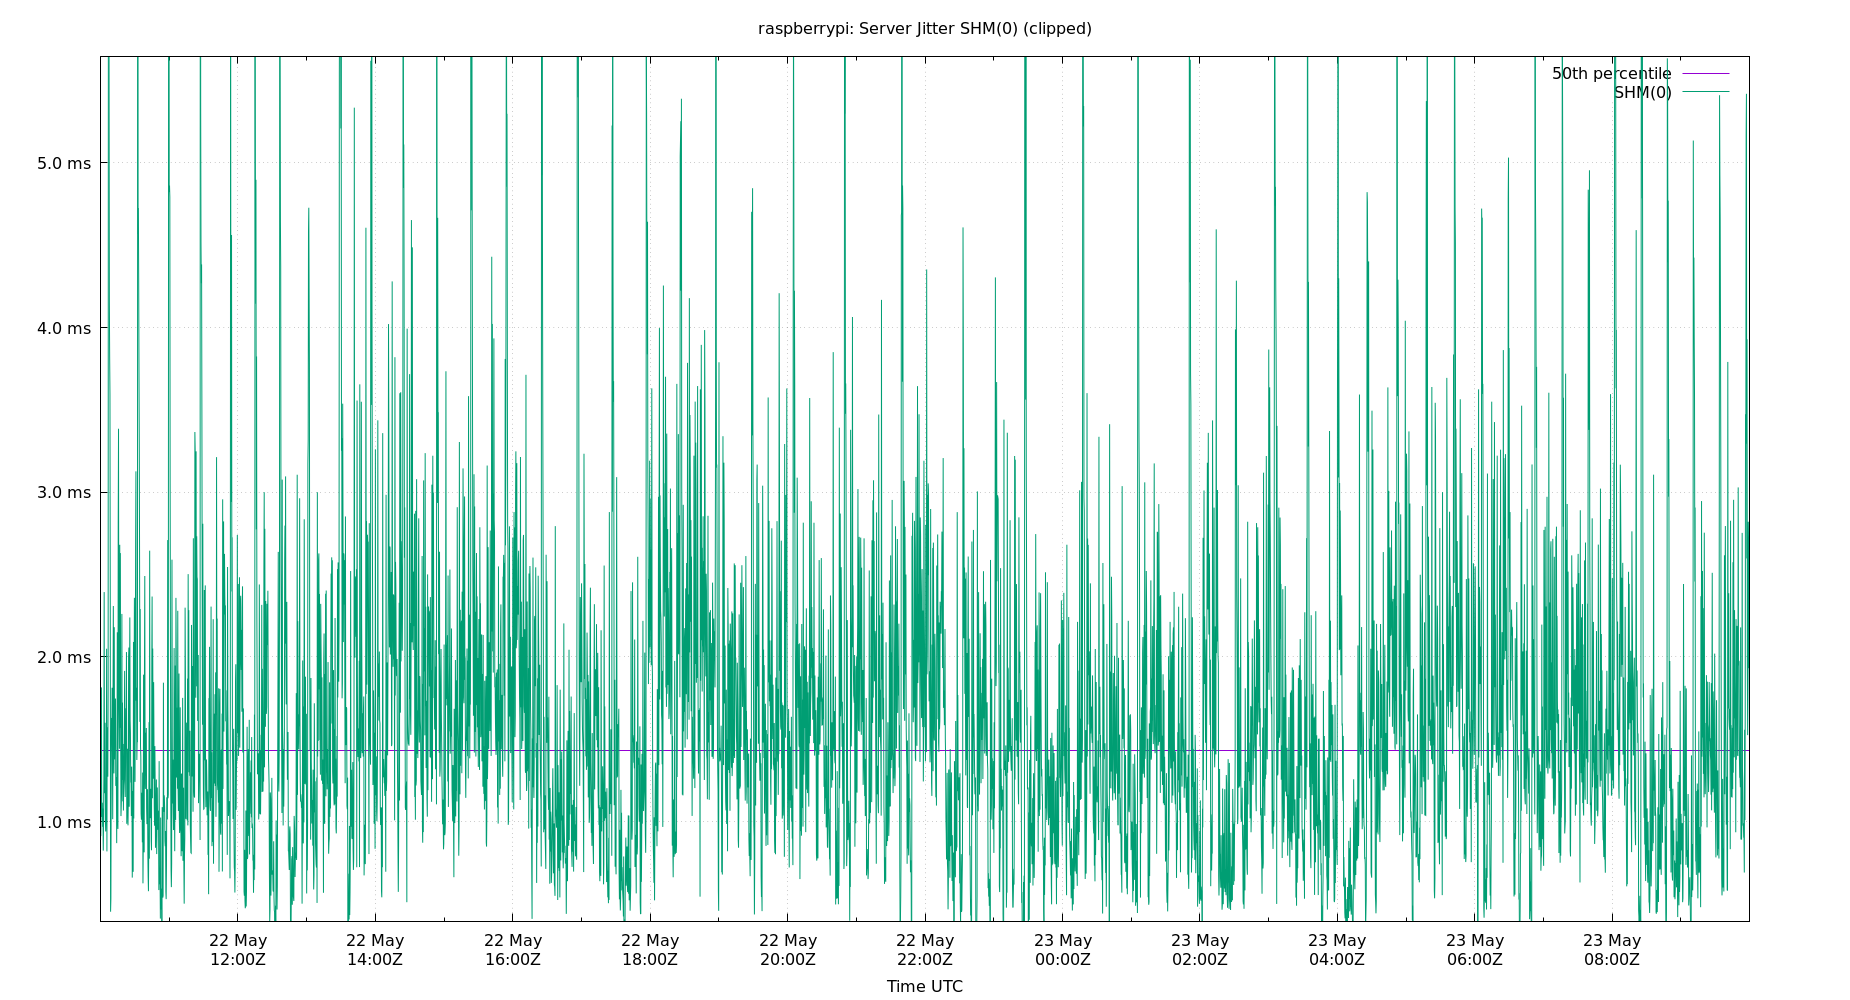 raspberrypi: Server Jitter SHM(0) (clipped)
50th percentile
SHM(0)
5.0 ms
4.0 ms
3.0 ms
2.0 ms
1.0 ms
22 May 22 May 22 May 22 May 22 May 22 May 23 May 23 May 23 May 23 May 23 May
12:00Z 14:00Z 16:00Z 18:00Z 20:00Z 22:00Z 00:00Z 02:00Z 04:00Z 06:00Z 08:00Z
Time UTC